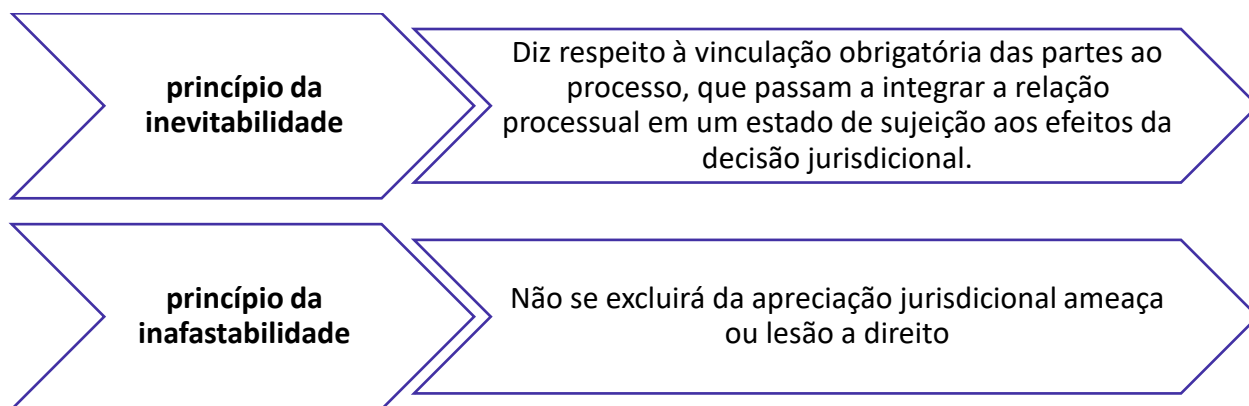 princípio da
inevitabilidade
Diz respeito à vinculação obrigatória das partes ao
processo, que passam a integrar a relação
processual em um estado de sujeição aos efeitos da
decisão jurisdicional.
princípio da
inafastabilidade
Não se excluirá da apreciação jurisdicional ameaça
ou lesão a direito